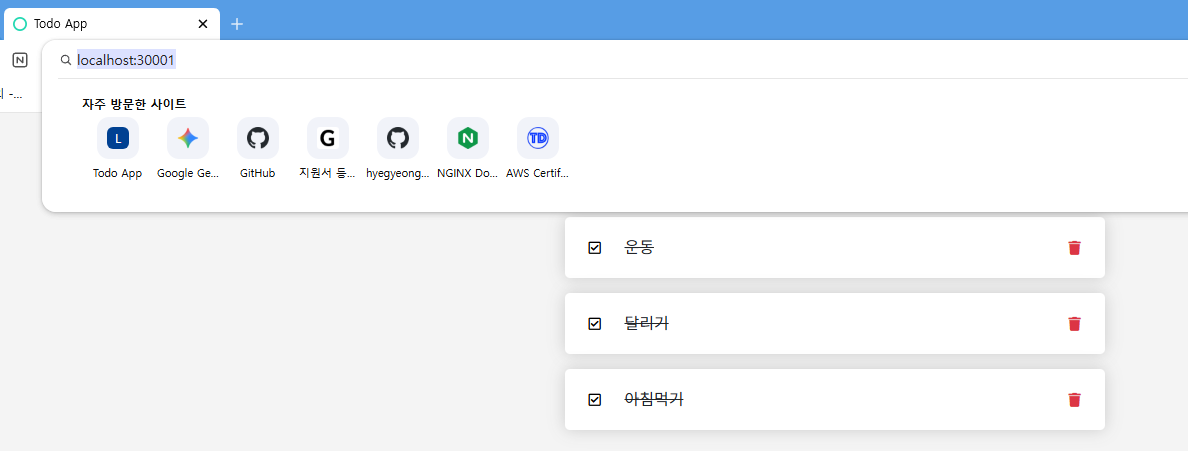 Todo App
localhost:30001
-...
자주 방문한 사이트
L
G
N
TD
Todo App
Google Ge...
GitHub
지원서 등...
hyegyeong...
NGINX Do...
AWS Certif...
운동
달리기
아침먹기